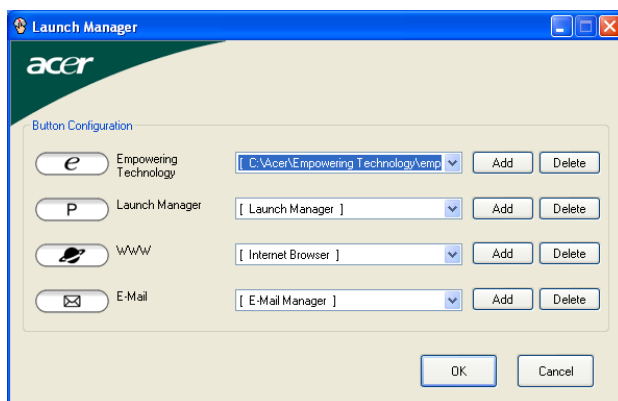 Launch Manager
acer
Button Configuration
e Empowering Technology [ C:\Acer\Empowering Technology\emp Add Delete
P Launch Manager [ Launch Manager ] Add Delete
WWW [ Internet Browser ] Add Delete
E-Mail [ E-Mail Manager ] Add Delete
OK Cancel